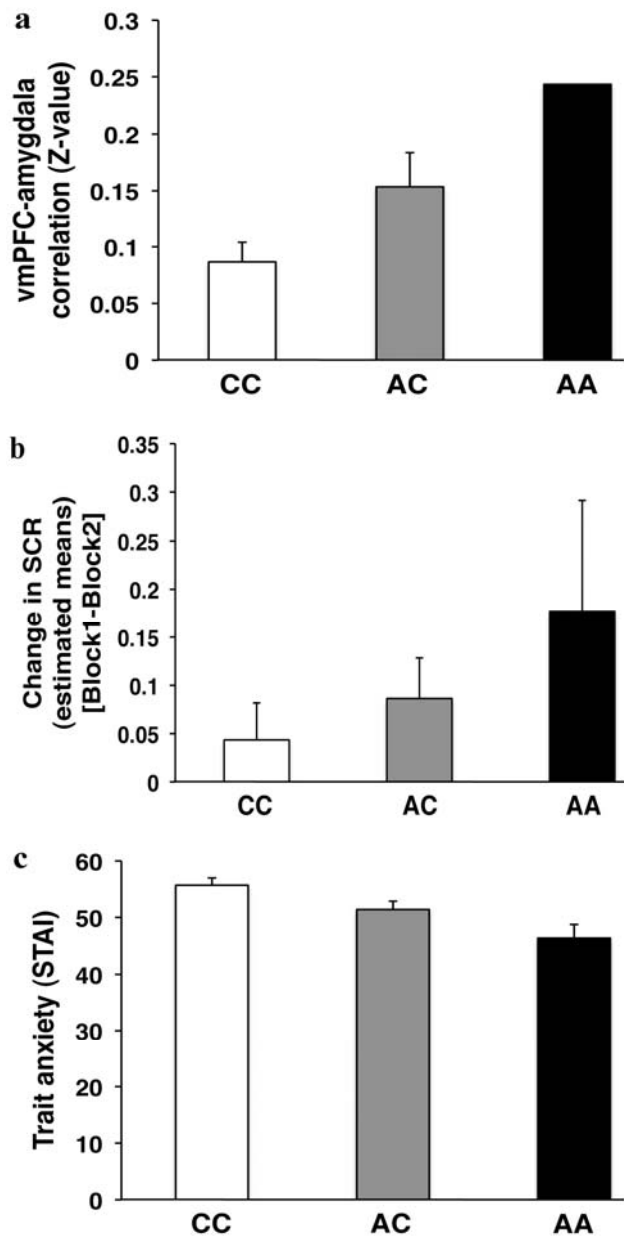 a
vmPFC-amygdala
correlation (Z-value)
0.3
0.25
0.2
0.15
0.1
0.05
0
CC AC AA
b
Change in SCR
(estimated means)
[Block1-Block2]
0.35
0.3
0.25
0.2
0.15
0.1
0.05
0
CC AC AA
c
Trait anxiety (STAI)
60
50
40
30
20
10
0
CC AC AA